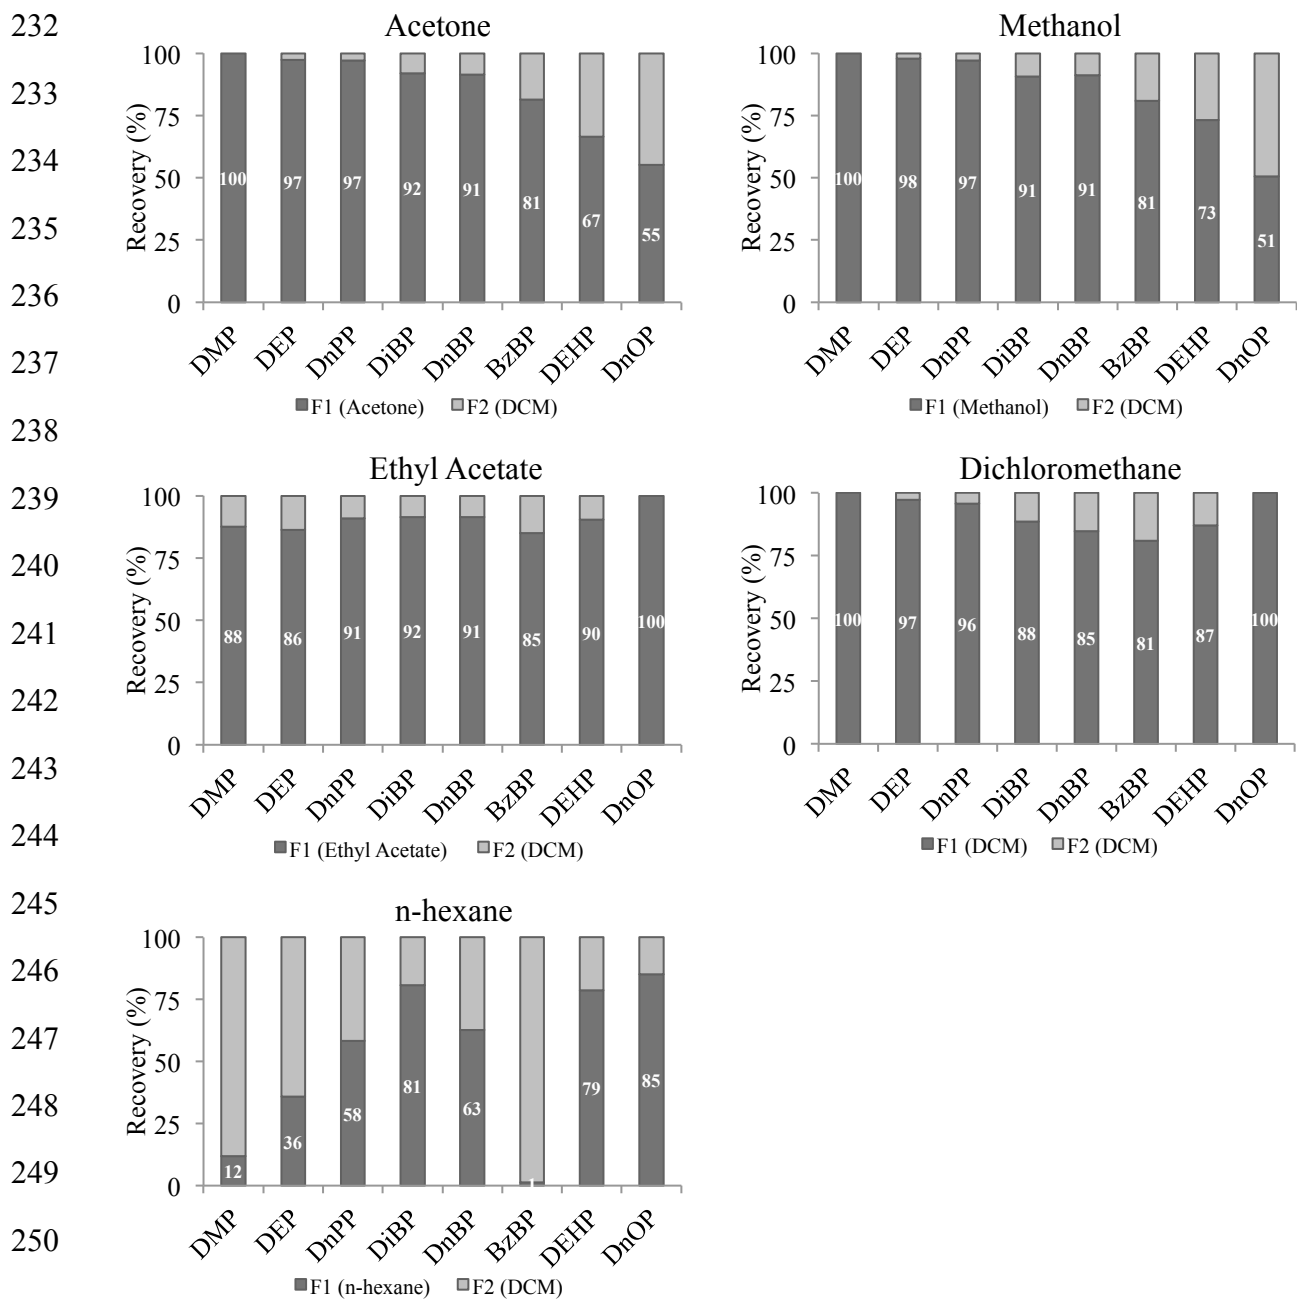 232
Acetone
100
75
50
25
0
Recovery (%)
100 97 97 92 91 81 67 55
DMP DEP DnPP DiBP DnBP BzBP DEHP DnOP
F1 (Acetone) F2 (DCM)
Methanol
100
75
50
25
0
Recovery (%)
100 98 97 91 91 81 73 51
DMP DEP DnPP DiBP DnBP BzBP DEHP DnOP
F1 (Methanol) F2 (DCM)
233
234
235
236
237
238
Ethyl Acetate
100
75
50
25
0
Recovery (%)
88 86 91 92 91 85 90 100
DMP DEP DnPP DiBP DnBP BzBP DEHP DnOP
F1 (Ethyl Acetate) F2 (DCM)
Dichloromethane
100
75
50
25
0
Recovery (%)
100 97 96 88 85 81 87 100
DMP DEP DnPP DiBP DnBP BzBP DEHP DnOP
F1 (DCM) F2 (DCM)
239
240
241
242
243
244
245
n-hexane
100
75
50
25
0
Recovery (%)
12 36 58 81 63 1 79 85
DMP DEP DnPP DiBP DnBP BzBP DEHP DnOP
F1 (n-hexane) F2 (DCM)
246
247
248
249
250